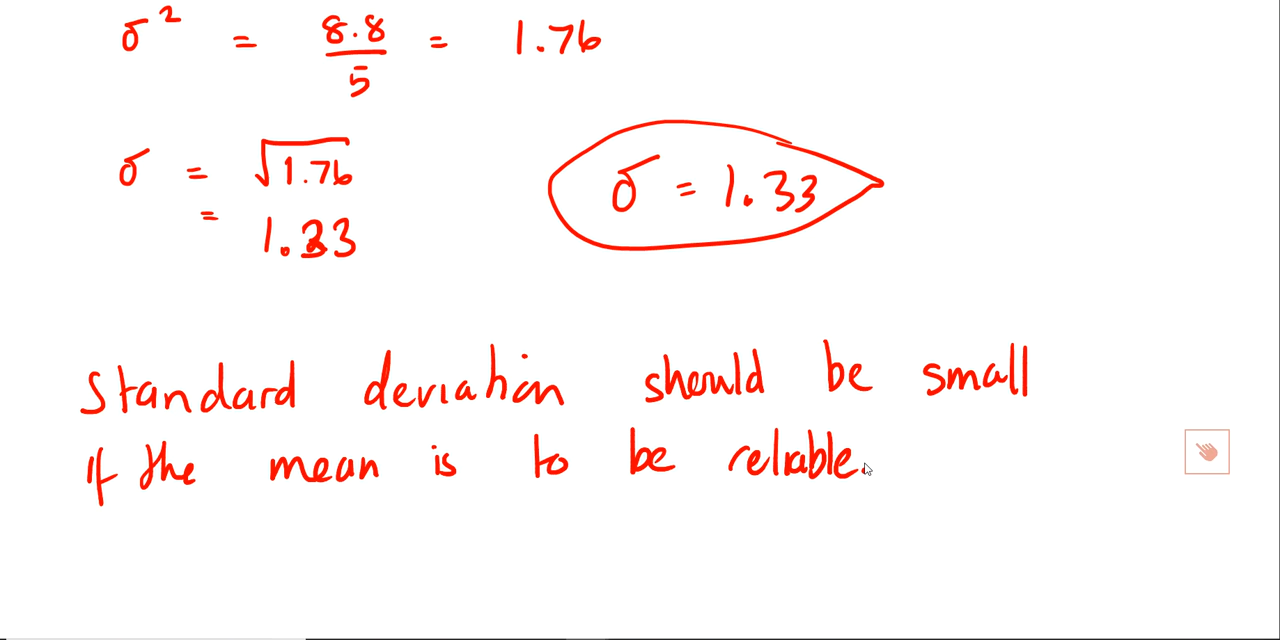 σ² = 8.8/5 = 1.76
σ = √1.76 σ = 1.33
= 1.33
Standard deviation should be small
if the mean is to be reliable.